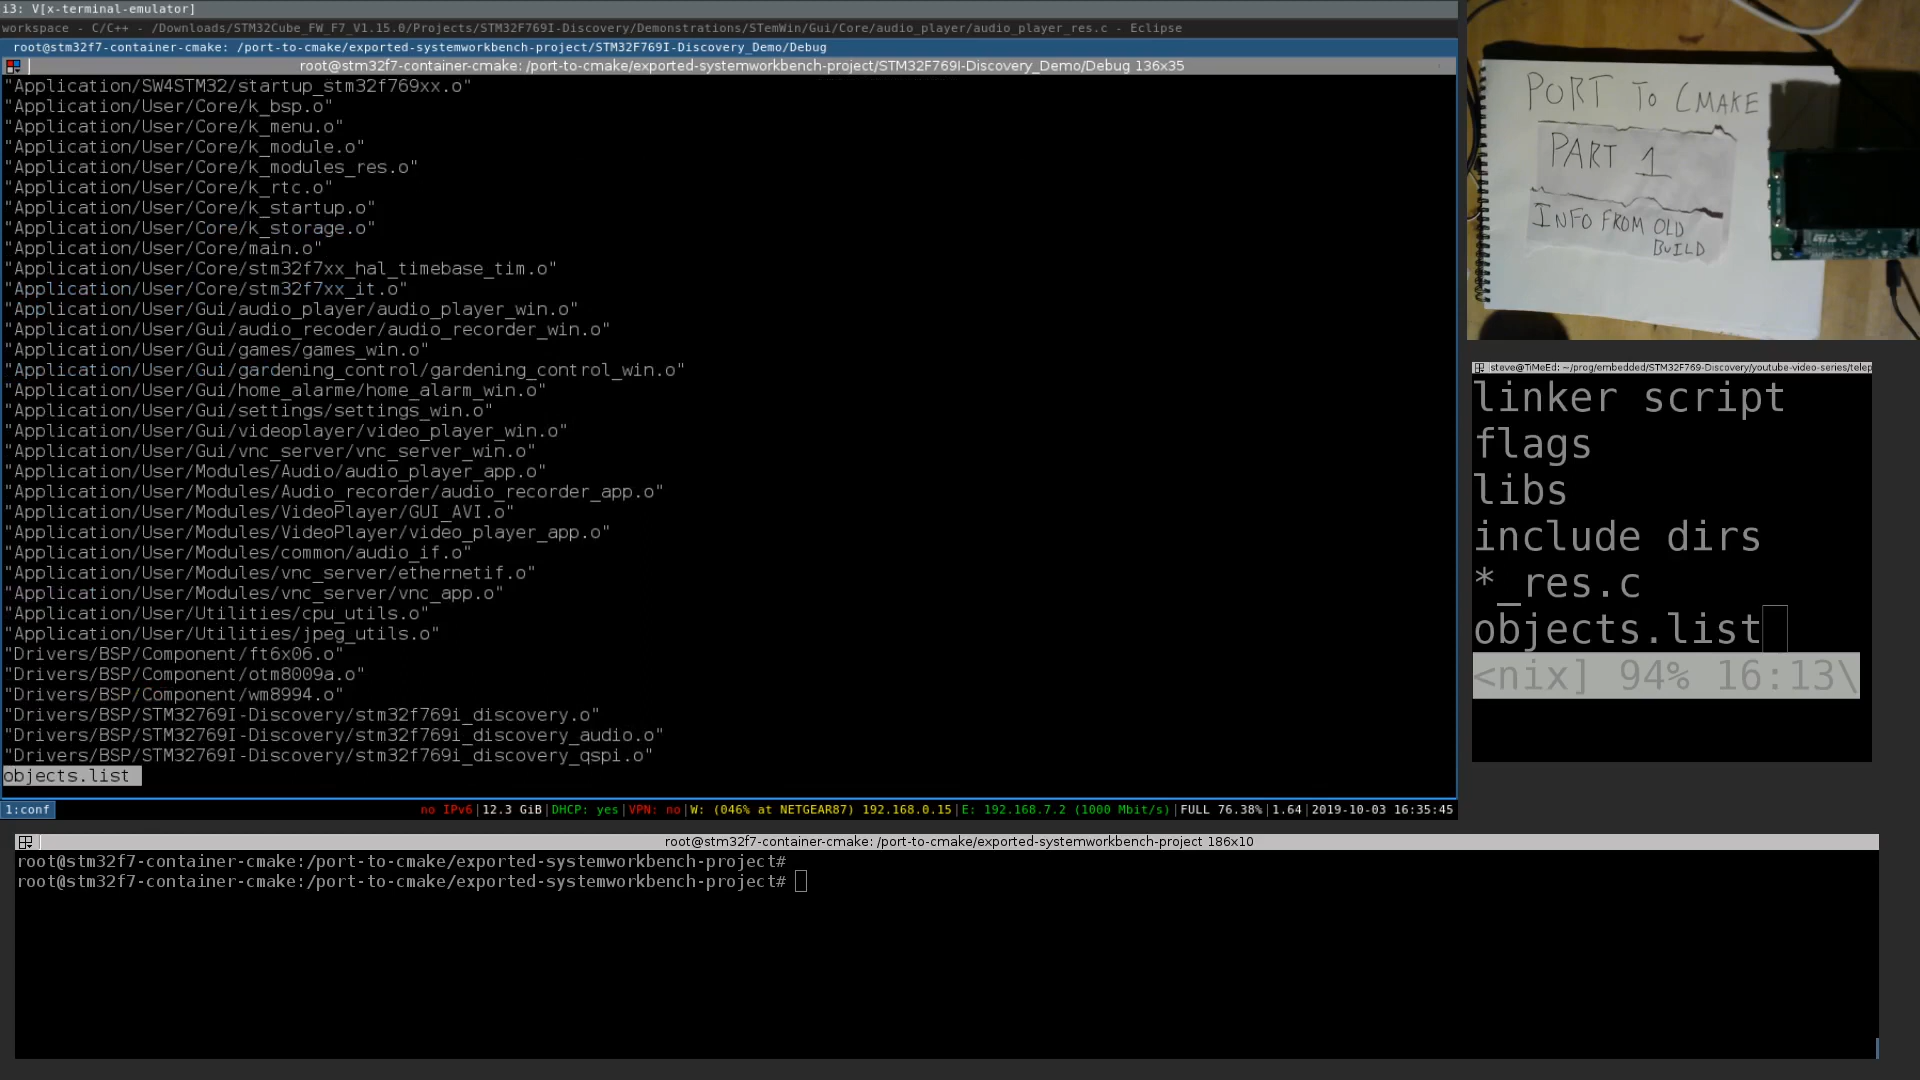 i3: V[x-terminal-emulator]
workspace - C/C++ - /Downloads/STM32Cube_FW_F7_V1.15.0/Projects/STM32F769I-Discovery/Demonstrations/STemWin/Gui/Core/audio_player/audio_player_res.c - Eclipse
root@stm32f7-container-cmake: /port-to-cmake/exported-systemworkbench-project/STM32F769I-Discovery_Demo/Debug
root@stm32f7-container-cmake: /port-to-cmake/exported-systemworkbench-project/STM32F769I-Discovery_Demo/Debug 136x35
"Application/SW4STM32/startup_stm32f769xx.o"
"Application/User/Core/k_bsp.o"
"Application/User/Core/k_menu.o"
"Application/User/Core/k_module.o"
"Application/User/Core/k_modules_res.o"
"Application/User/Core/k_rtc.o"
"Application/User/Core/k_startup.o"
"Application/User/Core/k_storage.o"
"Application/User/Core/main.o"
"Application/User/Core/stm32f7xx_hal_timebase_tim.o"
"Application/User/Core/stm32f7xx_it.o"
"Application/User/Gui/audio_player/audio_player_win.o"
"Application/User/Gui/audio_recoder/audio_recorder_win.o"
"Application/User/Gui/games/games_win.o"
"Application/User/Gui/gardening_control/gardening_control_win.o"
"Application/User/Gui/home_alarme/home_alarm_win.o"
"Application/User/Gui/settings/settings_win.o"
"Application/User/Gui/videoplayer/video_player_win.o"
"Application/User/Gui/vnc_server/vnc_server_win.o"
"Application/User/Modules/Audio/audio_player_app.o"
"Application/User/Modules/Audio_recorder/audio_recorder_app.o"
"Application/User/Modules/VideoPlayer/GUI_AVI.o"
"Application/User/Modules/VideoPlayer/video_player_app.o"
"Application/User/Modules/common/audio_if.o"
"Application/User/Modules/vnc_server/ethernetif.o"
"Application/User/Modules/vnc_server/vnc_app.o"
"Application/User/Utilities/cpu_utils.o"
"Application/User/Utilities/jpeg_utils.o"
"Drivers/BSP/Component/ft6x06.o"
"Drivers/BSP/Component/otm8009a.o"
"Drivers/BSP/Component/wm8994.o"
"Drivers/BSP/STM32769I-Discovery/stm32f769i_discovery.o"
"Drivers/BSP/STM32769I-Discovery/stm32f769i_discovery_audio.o"
"Drivers/BSP/STM32769I-Discovery/stm32f769i_discovery_qspi.o"
objects.list
1:conf
no IPv6|12.3 GiB|DHCP: yes|VPN: no|W: (046% at NETGEAR87) 192.168.0.15|E: 192.168.7.2 (1000 Mbit/s)|FULL 76.38%|1.64|2019-10-03 16:35:45
PORT TO CMAKE
PART 1
INFO FROM OLD
BUILD
steve@TiMeEd: ~/prog/embedded/STM32F769-Discovery/youtube-video-series/telep
linker script
flags
libs
include dirs
*_res.c
objects.list
<nix] 94% 16:13\
root@stm32f7-container-cmake: /port-to-cmake/exported-systemworkbench-project 186x10
root@stm32f7-container-cmake:/port-to-cmake/exported-systemworkbench-project#
root@stm32f7-container-cmake:/port-to-cmake/exported-systemworkbench-project#